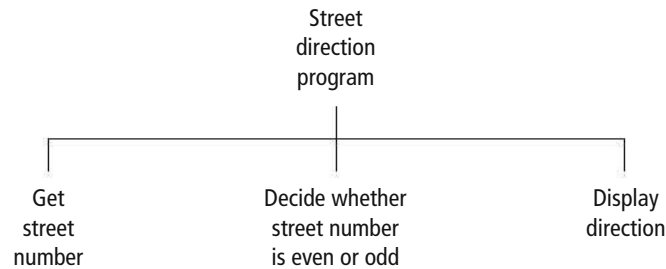 Street
direction
program
Get
street
number
Decide whether
street number
is even or odd
Display
direction